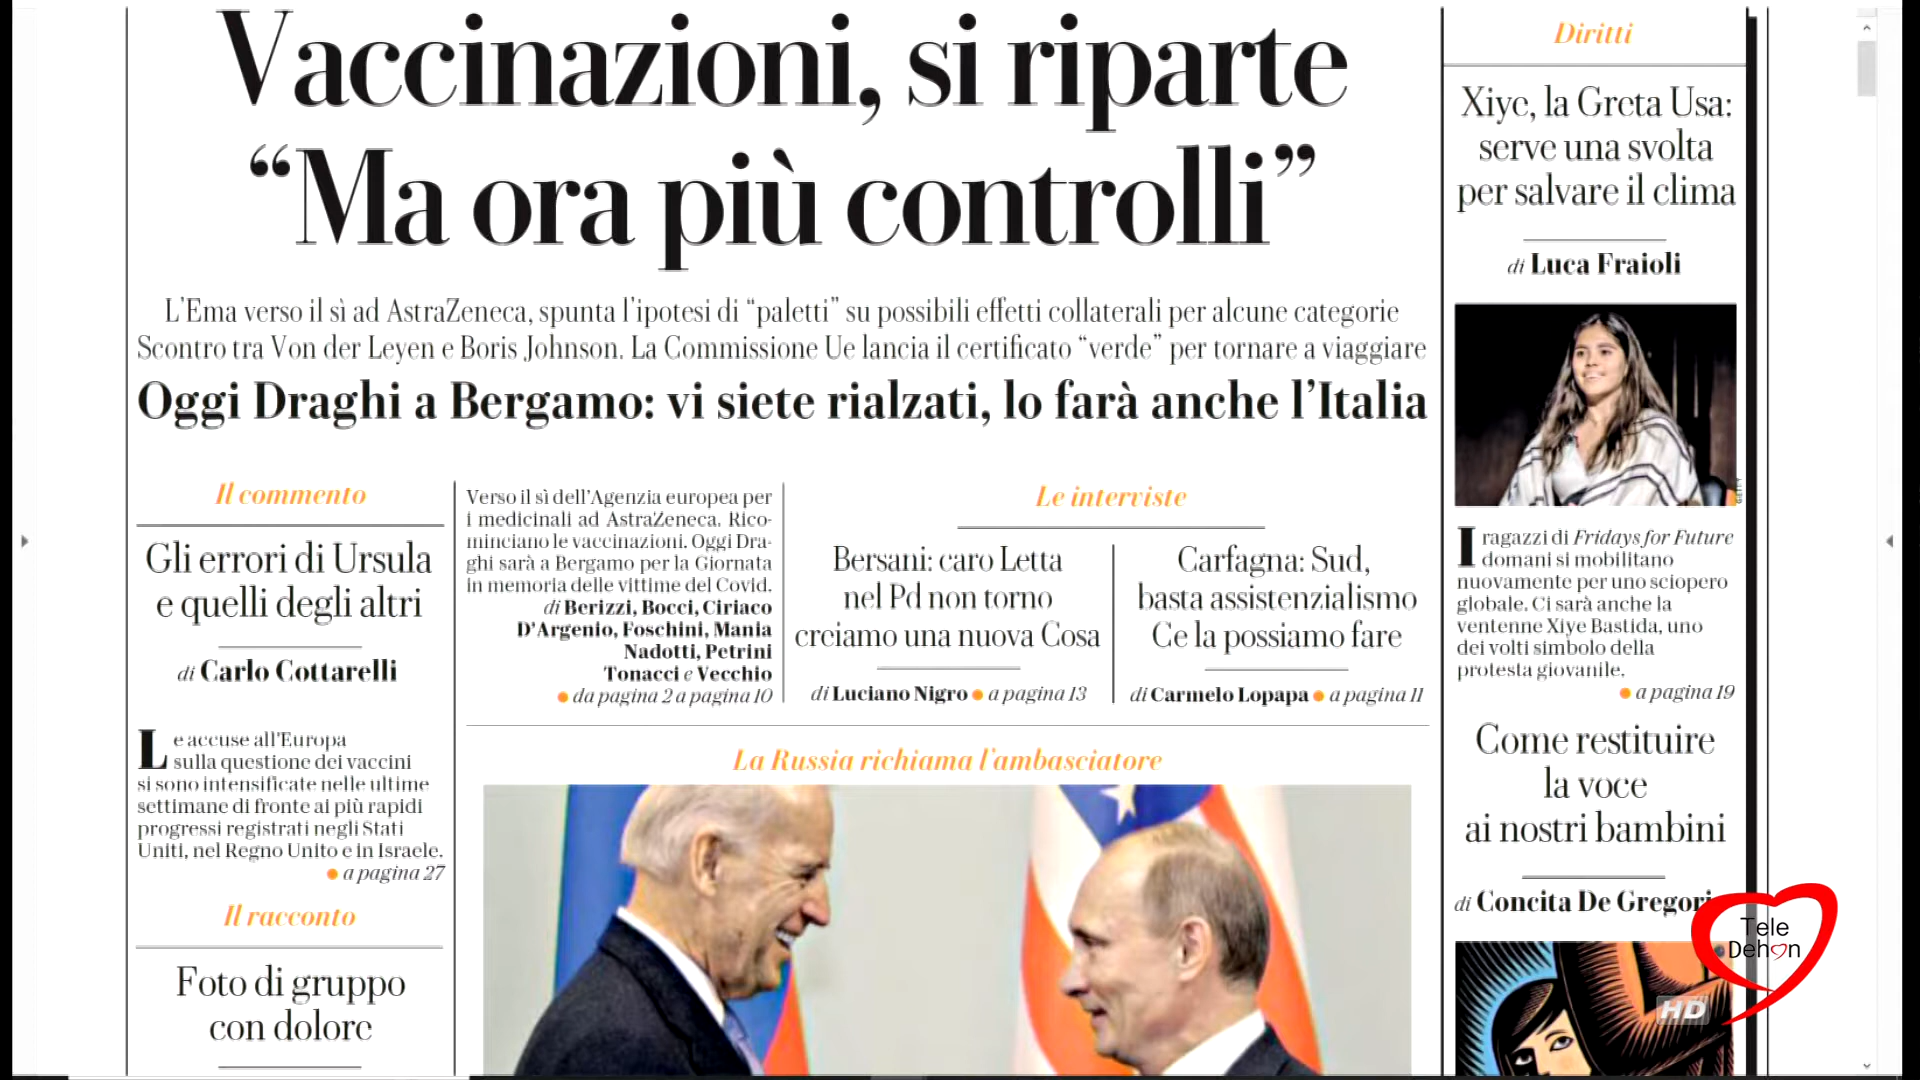 Vaccinazioni, si riparte
“Ma ora più controlli”
L'Ema verso il sì ad AstraZeneca, spunta l'ipotesi di “paletti” su possibili effetti collaterali per alcune categorie
Scontro tra Von der Leyen e Boris Johnson. La Commissione Ue lancia il certificato “verde” per tornare a viaggiare
Oggi Draghi a Bergamo: vi siete rialzati, lo farà anche l'Italia
Il commento
Gli errori di Ursula
e quelli degli altri
di Carlo Cottarelli
Le accuse all'Europa
sulla questione dei vaccini
si sono intensificate nelle ultime
settimane di fronte ai più rapidi
progressi registrati negli Stati
Uniti, nel Regno Unito e in Israele.
● a pagina 27
Il racconto
Foto di gruppo
con dolore
Verso il sì dell'Agenzia europea per
i medicinali ad AstraZeneca. Rico-
minciano le vaccinazioni. Oggi Dra-
ghi sarà a Bergamo per la Giornata
in memoria delle vittime del Covid.
di Berizzi, Bocci, Ciriaco
D'Argenio, Foschini, Mania
Nadotti, Petrini
Tonacci e Vecchio
● da pagina 2 a pagina 10
Le interviste
Bersani: caro Letta
nel Pd non torno
creiamo una nuova Cosa
di Luciano Nigro ● a pagina 13
Carfagna: Sud,
basta assistenzialismo
Ce la possiamo fare
di Carmelo Lopapa ● a pagina 11
La Russia richiama l'ambasciatore
Diritti
Xiye, la Greta Usa:
serve una svolta
per salvare il clima
di Luca Fraioli
I ragazzi di Fridays for Future
domani si mobilitano
nuovamente per uno sciopero
globale. Ci sarà anche la
ventenne Xiye Bastida, uno
dei volti simbolo della
protesta giovanile.
● a pagina 19
Come restituire
la voce
ai nostri bambini
di Concita De Gregori
Tele
Dehon
HD